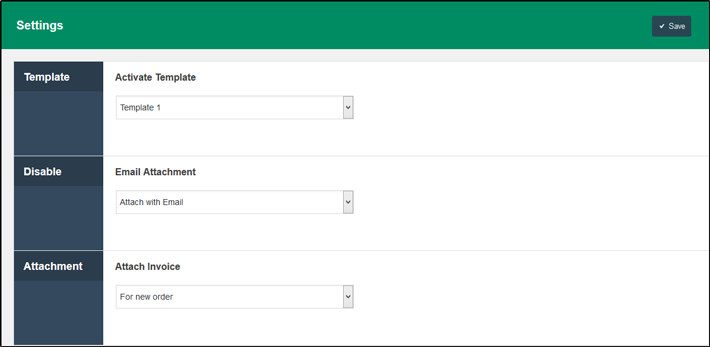 Settings
Save
Template
Activate Template
Template 1
Disable
Email Attachment
Attach with Email
Attachment
Attach Invoice
For new order